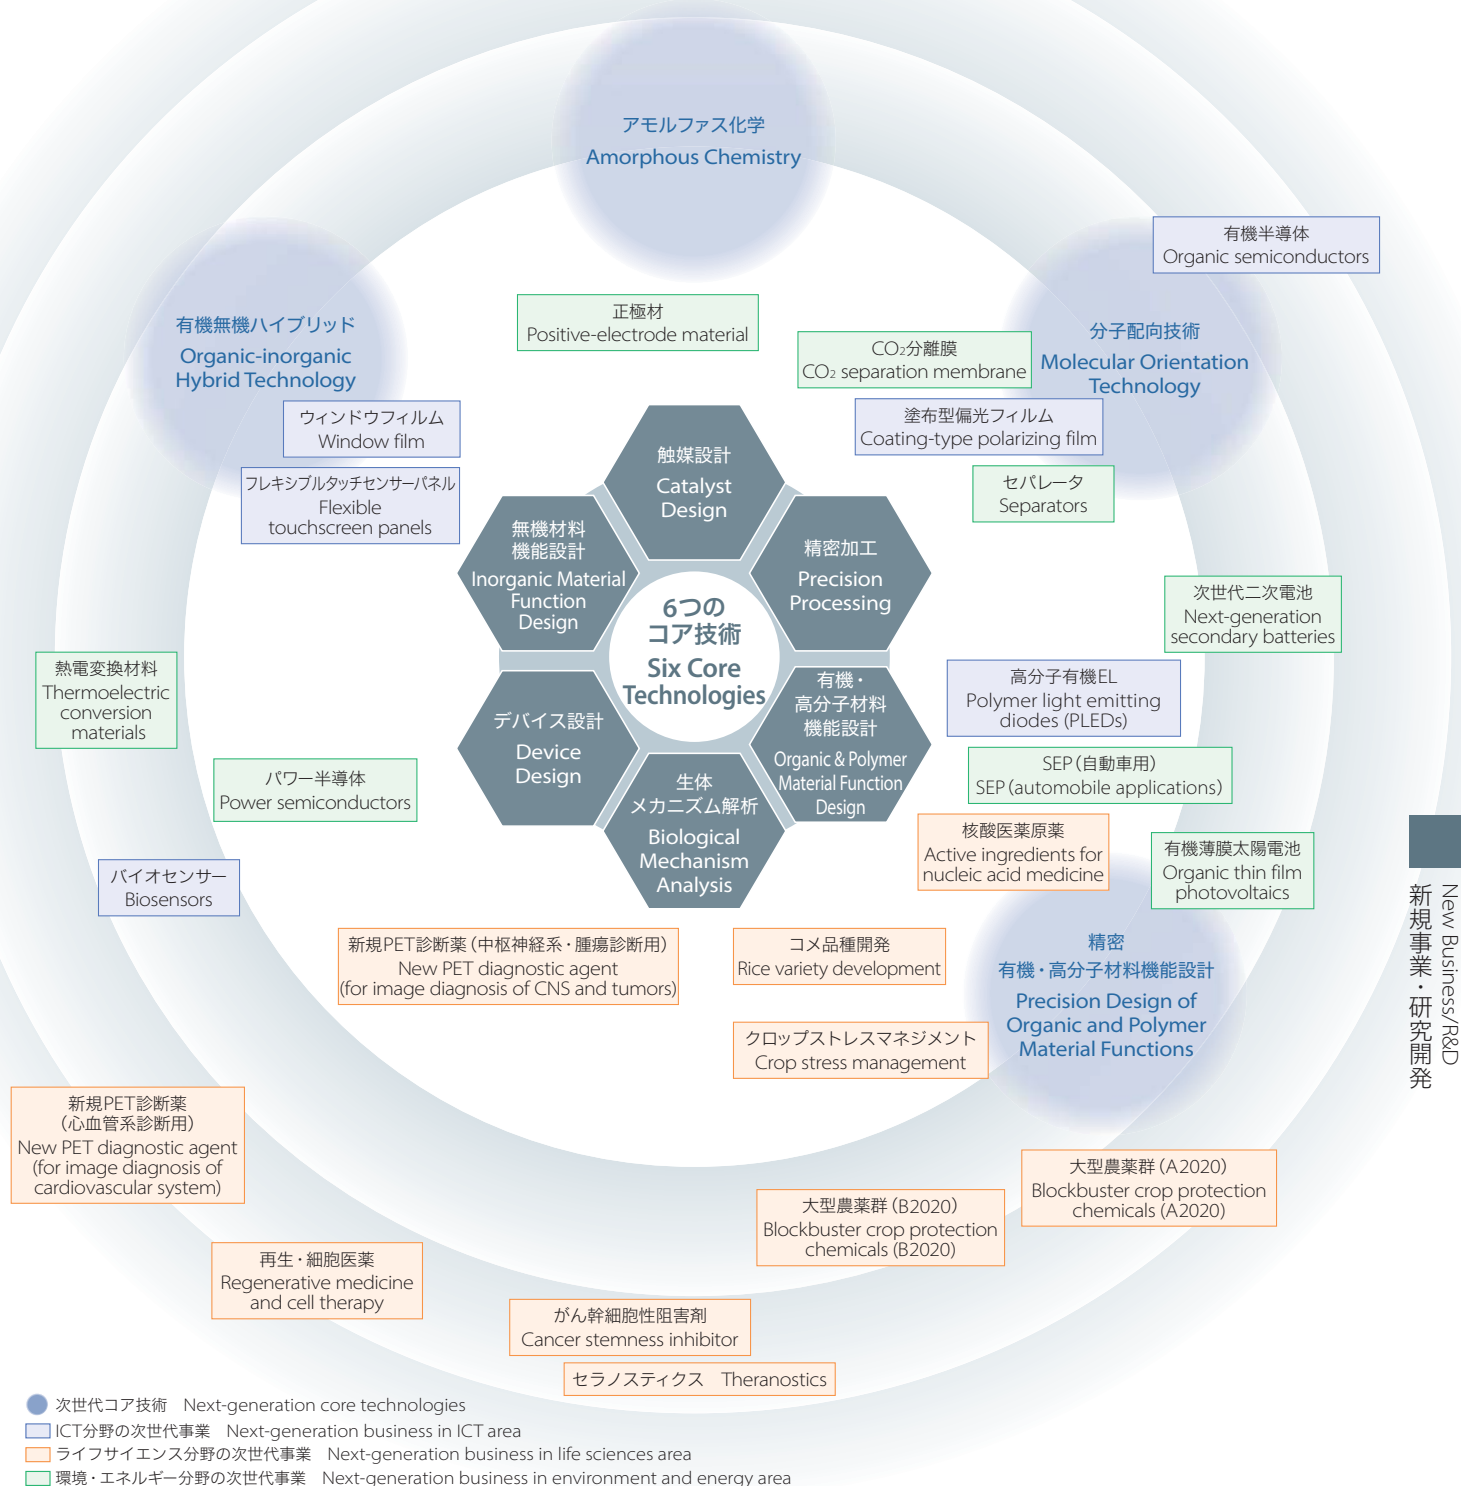 アモルファス化学
Amorphous Chemistry
有機半導体
Organic semiconductors
有機無機ハイブリッド
Organic-inorganic
Hybrid Technology
正極材
Positive-electrode material
分子配向技術
Molecular Orientation
Technology
CO₂分離膜
CO₂ separation membrane
ウィンドウフィルム
Window film
塗布型偏光フィルム
Coating-type polarizing film
フレキシブルタッチセンサーパネル
Flexible
touchscreen panels
セパレータ
Separators
触媒設計
Catalyst
Design
無機材料
機能設計
Inorganic Material
Function
Design
精密加工
Precision
Processing
6つの
コア技術
Six Core
Technologies
次世代二次電池
Next-generation
secondary batteries
熱電変換材料
Thermoelectric
conversion
materials
高分子有機EL
Polymer light emitting
diodes (PLEDs)
デバイス設計
Device
Design
有機・
高分子材料
機能設計
Organic & Polymer
Material Function
Design
パワー半導体
Power semiconductors
生体
メカニズム解析
Biological
Mechanism
Analysis
SEP（自動車用）
SEP (automobile applications)
核酸医薬原薬
Active ingredients for
nucleic acid medicine
有機薄膜太陽電池
Organic thin film
photovoltaics
バイオセンサー
Biosensors
新規PET診断薬（中枢神経系・腫瘍診断用）
New PET diagnostic agent
(for image diagnosis of CNS and tumors)
コメ品種開発
Rice variety development
精密
有機・高分子材料機能設計
Precision Design of
Organic and Polymer
Material Functions
クロップストレスマネジメント
Crop stress management
New Business/R&D
新規事業・研究開発
新規PET診断薬
（心血管系診断用）
New PET diagnostic agent
(for image diagnosis of
cardiovascular system)
大型農薬群（A2020）
Blockbuster crop protection
chemicals (A2020)
大型農薬群（B2020）
Blockbuster crop protection
chemicals (B2020)
再生・細胞医薬
Regenerative medicine
and cell therapy
がん幹細胞性阻害剤
Cancer stemness inhibitor
セラノスティクス Theranostics
次世代コア技術 Next-generation core technologies
ICT分野の次世代事業 Next-generation business in ICT area
ライフサイエンス分野の次世代事業 Next-generation business in life sciences area
環境・エネルギー分野の次世代事業 Next-generation business in environment and energy area